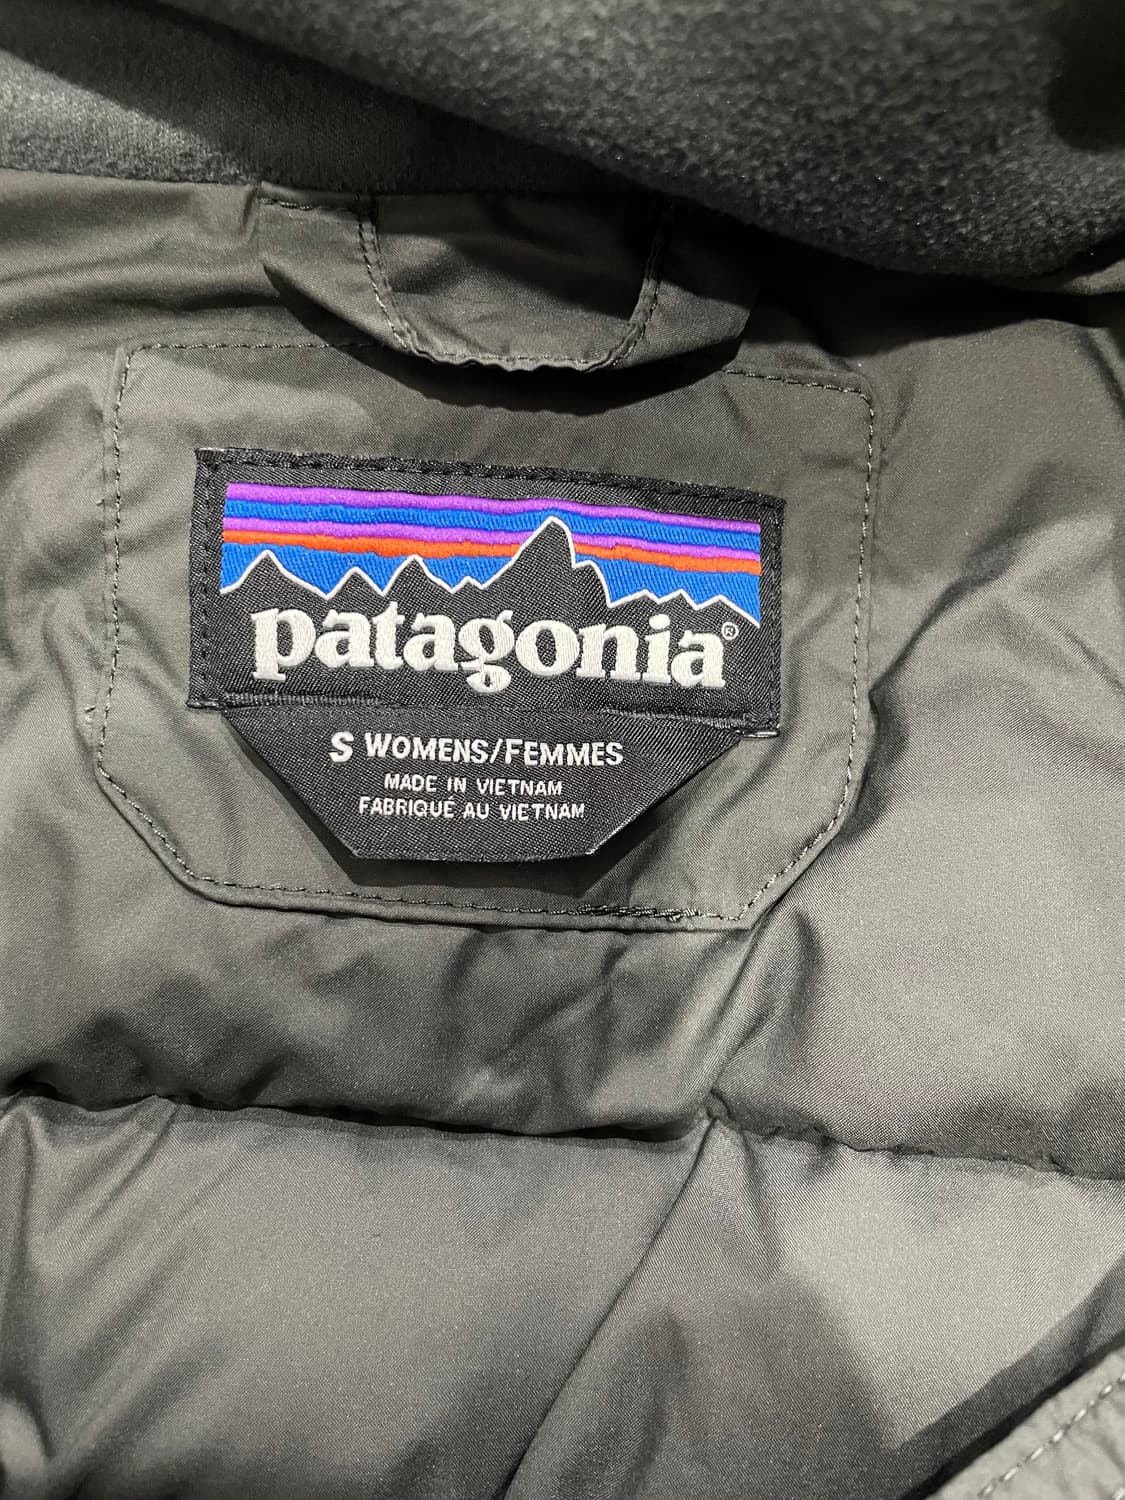 patagonia®
S WOMENS/FEMMES
MADE IN VIETNAM
FABRIQUÉ AU VIETNAM